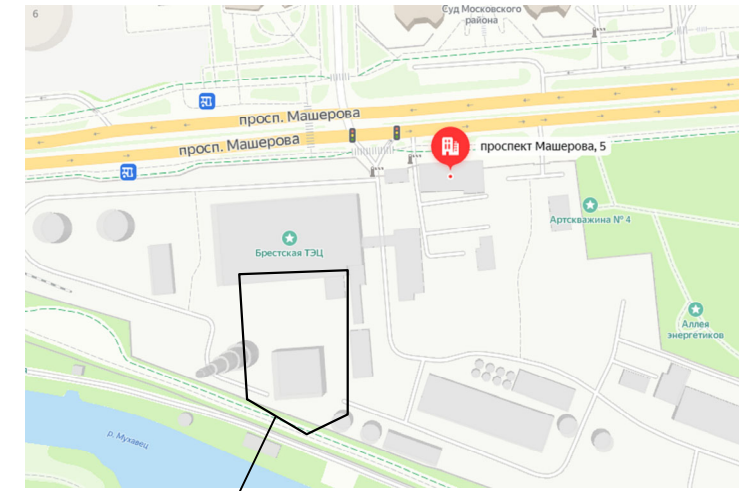 6
Суд Московского
района
просп. Машерова
просп. Машерова
проспект Машерова, 5
Артскважина № 4
Брестская ТЭЦ
Аллея
энергетиков
р. Мухавец